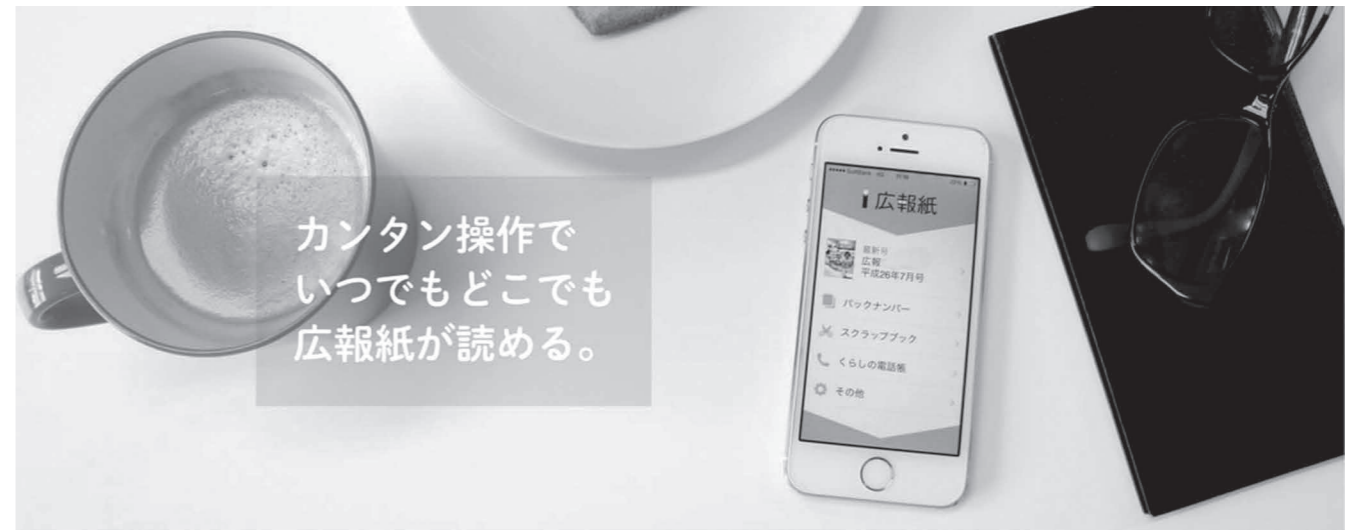 カンタン操作で
いつでもどこでも
広報紙が読める。
i広報紙
最新号
広報
平成26年7月号
バックナンバー
スクラップブック
くらしの電話帳
その他